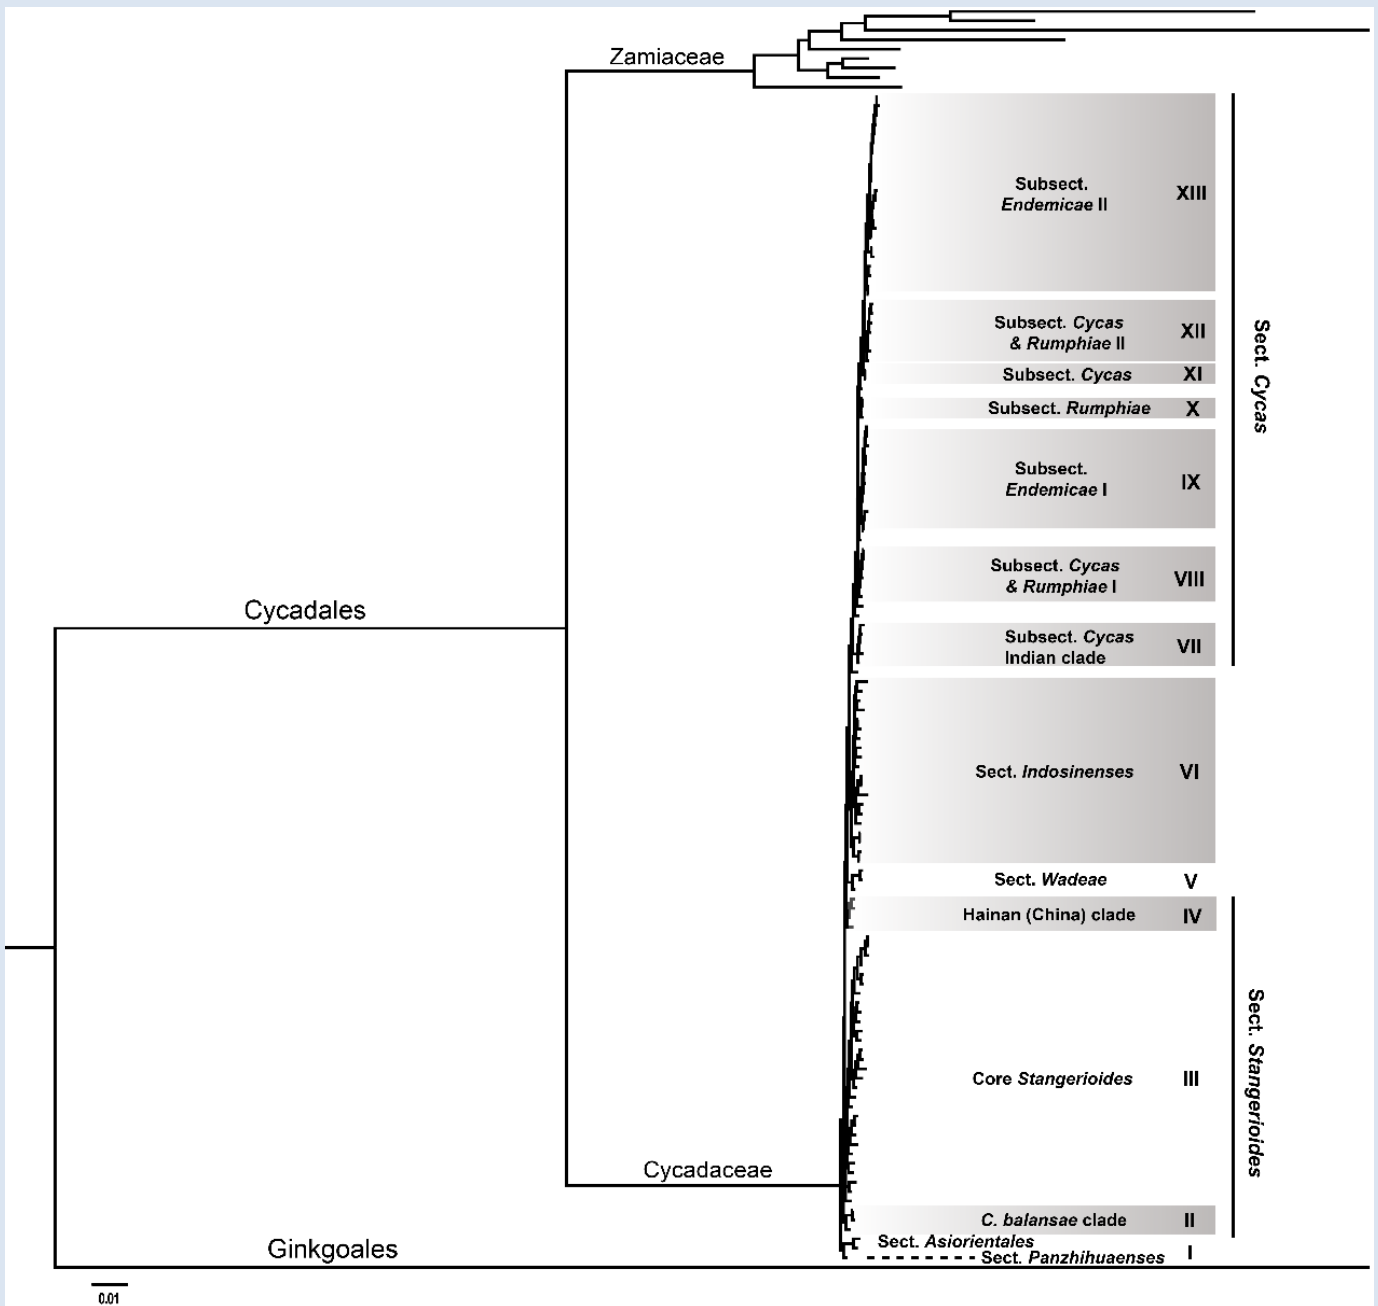 Zamiaceae
Subsect.
Endemicae II
XIII
Subsect. Cycas
& Rumphiae II
XII
Subsect. Cycas
XI
Subsect. Rumphiae
X
Sect. Cycas
Subsect.
Endemicae I
IX
Subsect. Cycas
& Rumphiae I
VIII
Cycadales
Subsect. Cycas
Indian clade
VII
Sect. Indosinenses
VI
Sect. Wadeae
V
Hainan (China) clade
IV
Core Stangerioides
III
Sect. Stangerioides
Cycadaceae
C. balansae clade
II
Sect. Asiorientales
Sect. Panzhihuaenses
I
Ginkgoales
0.01